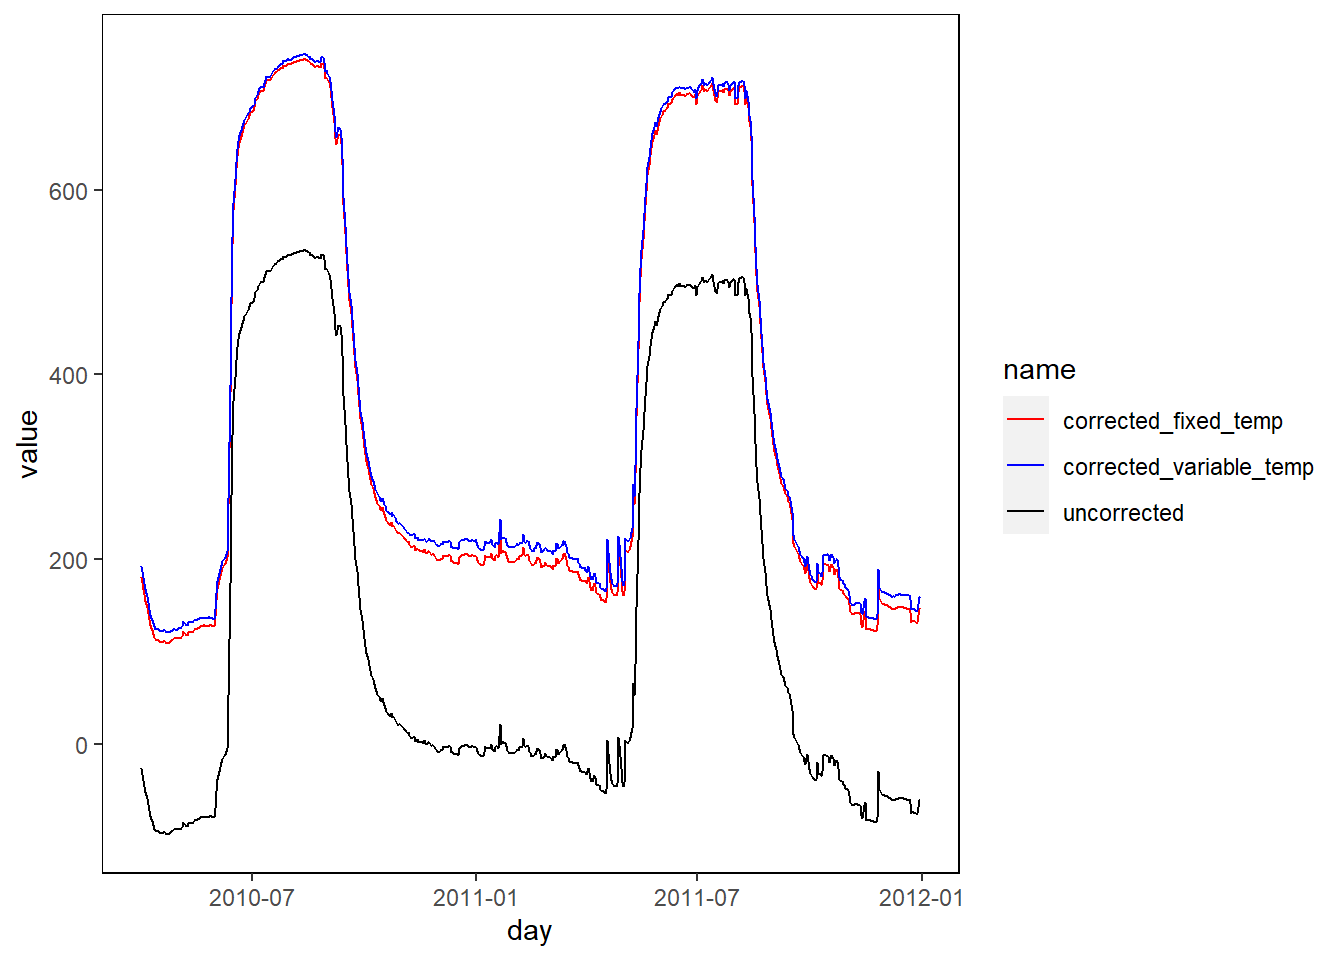 600
400
200
0
value
2010-07
2011-01
2011-07
2012-01
day
name
corrected_fixed_temp
corrected_variable_temp
uncorrected